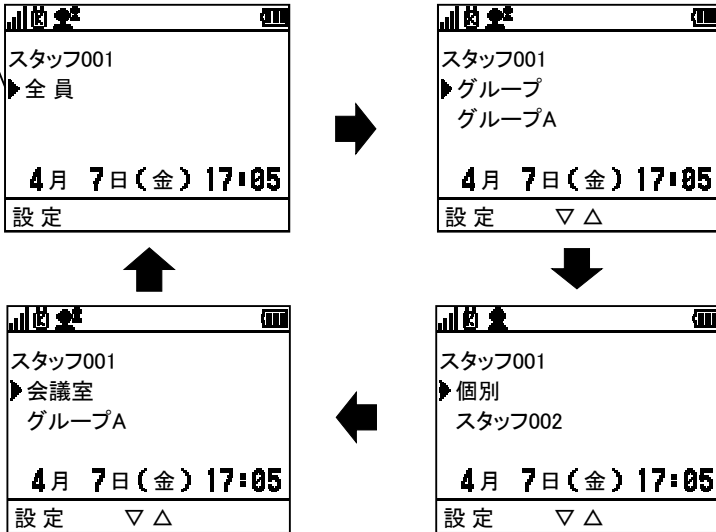 スタッフ001
全 員
4月 7日(金) 17:05
設 定
スタッフ001
グループ
グループA
4月 7日(金) 17:05
設 定 ▽ △
スタッフ001
会議室
グループA
4月 7日(金) 17:05
設 定 ▽ △
スタッフ001
個別
スタッフ002
4月 7日(金) 17:05
設 定 ▽ △